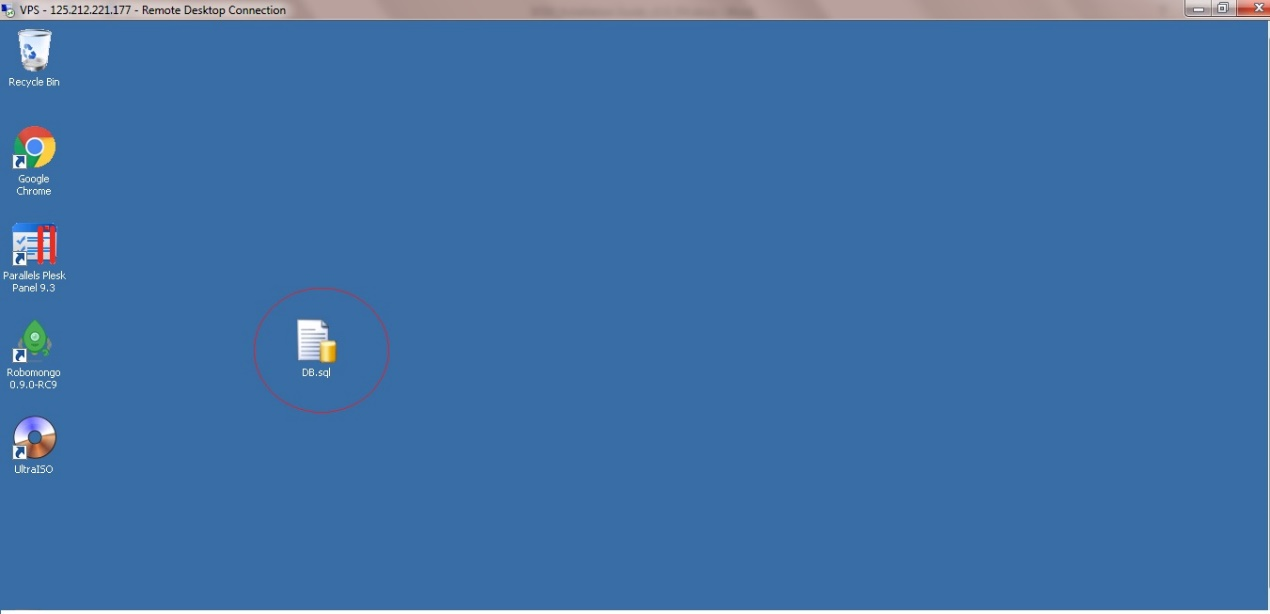 VPS - 125.212.221.177 - Remote Desktop Connection
Recycle Bin
Google
Chrome
Parallels Plesk
Panel 9.3
Robomongo
0.9.0-RC9
UltraISO
DB.sql